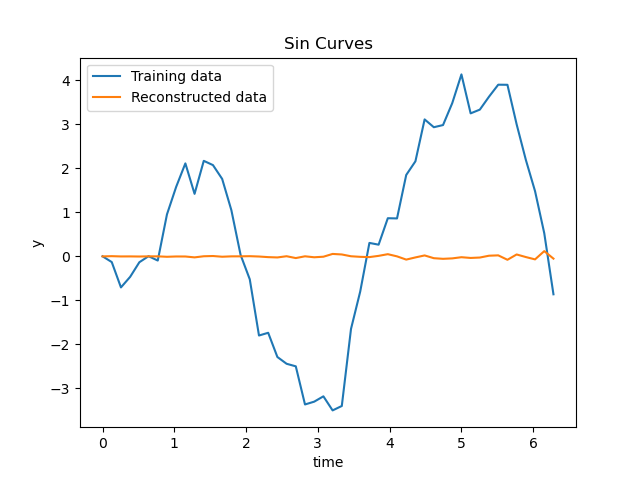 Sin Curves
Training data
Reconstructed data
4
3
2
1
0
−1
−2
−3
y
0 1 2 3 4 5 6
time